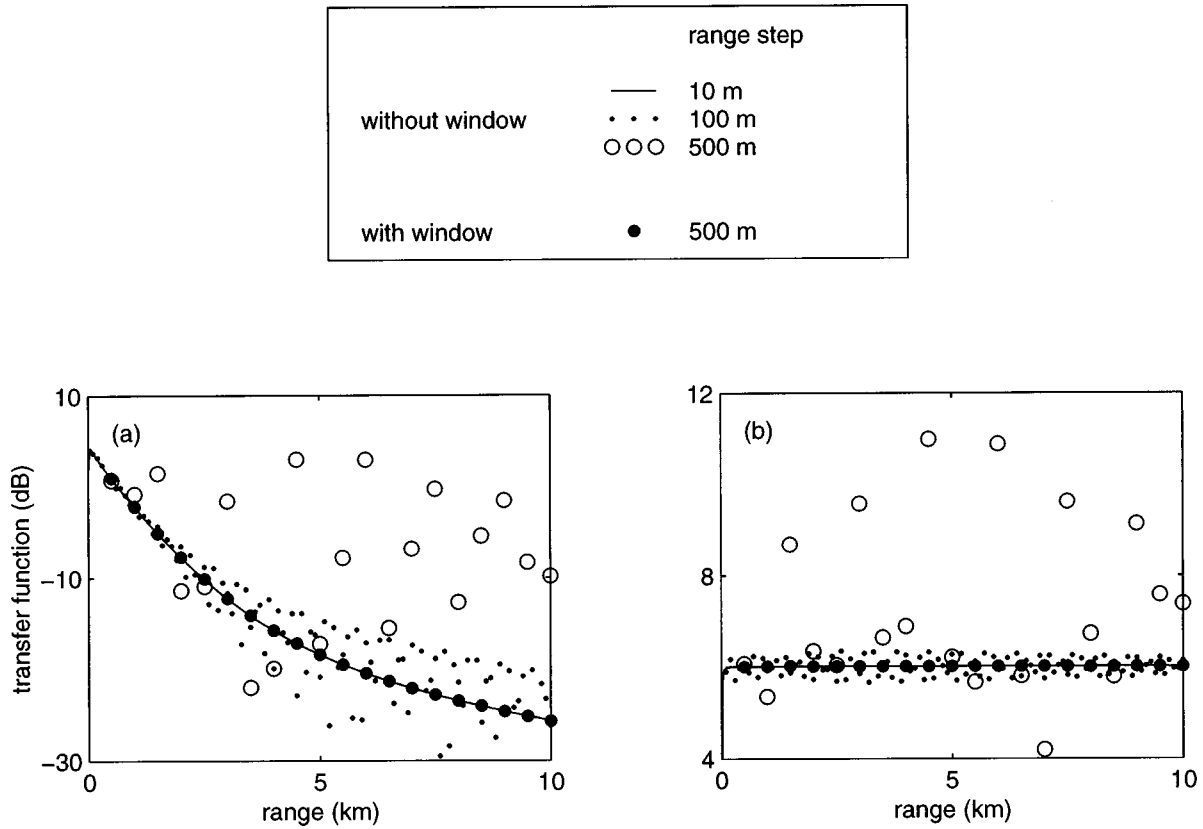 range step
10 m
without window
100 m
500 m
with window
500 m
10
(a)
−10
−30
0
5
10
transfer function (dB)
range (km)
12
(b)
8
4
0
5
10
range (km)